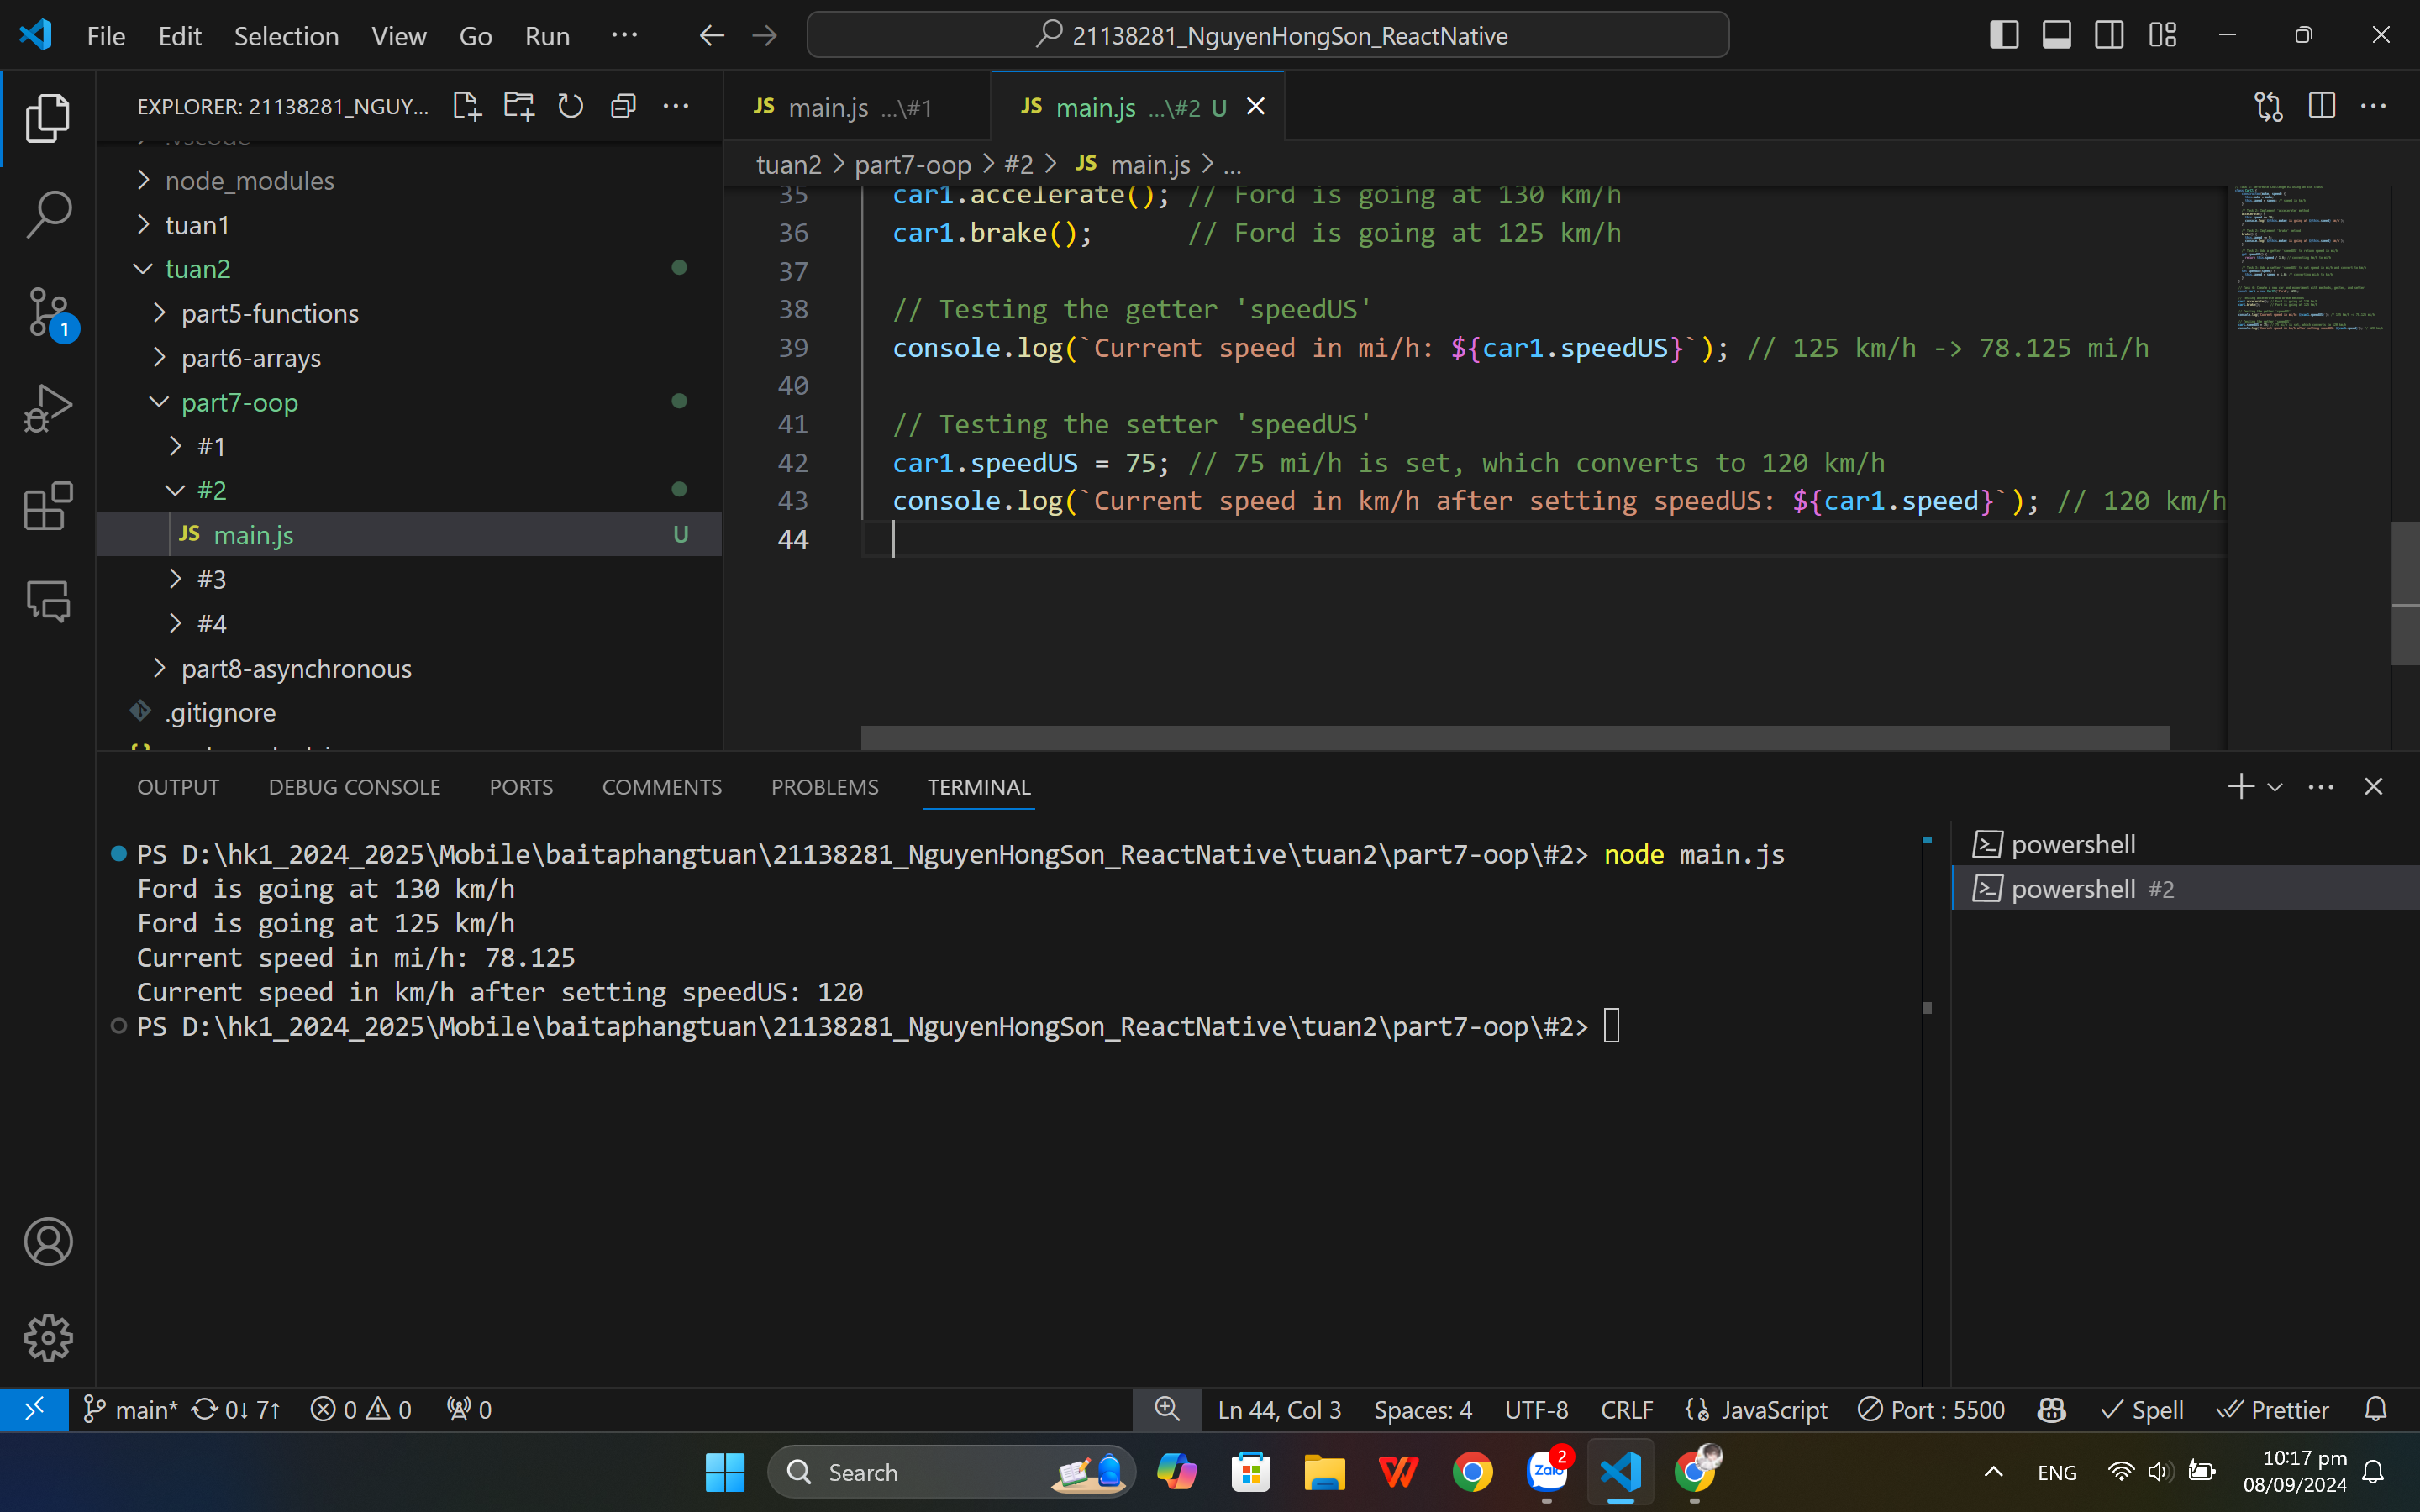 File Edit Selection View Go Run ···
21138281_NguyenHongSon_ReactNative
EXPLORER: 21138281_NGUY...
node_modules
tuan1
tuan2
part5-functions
part6-arrays
part7-oop
#1
#2
JS main.js U
#3
#4
part8-asynchronous
.gitignore
JS main.js ...\#1
JS main.js ...\#2 U
tuan2 > part7-oop > #2 > JS main.js > ...
35 car1.accelerate(); // Ford is going at 130 km/h
36 car1.brake();      // Ford is going at 125 km/h
37
38 // Testing the getter 'speedUS'
39 console.log(`Current speed in mi/h: ${car1.speedUS}`); // 125 km/h -> 78.125 mi/h
40
41 // Testing the setter 'speedUS'
42 car1.speedUS = 75; // 75 mi/h is set, which converts to 120 km/h
43 console.log(`Current speed in km/h after setting speedUS: ${car1.speed}`); // 120 km/h
44
OUTPUT DEBUG CONSOLE PORTS COMMENTS PROBLEMS TERMINAL
PS D:\hk1_2024_2025\Mobile\baitaphangtuan\21138281_NguyenHongSon_ReactNative\tuan2\part7-oop\#2> node main.js
Ford is going at 130 km/h
Ford is going at 125 km/h
Current speed in mi/h: 78.125
Current speed in km/h after setting speedUS: 120
PS D:\hk1_2024_2025\Mobile\baitaphangtuan\21138281_NguyenHongSon_ReactNative\tuan2\part7-oop\#2>
powershell
powershell #2
1
main* 0↓ 7↑ 0 0 0
Ln 44, Col 3 Spaces: 4 UTF-8 CRLF JavaScript Port : 5500 Spell Prettier
Search
Zalo 2
ENG
10:17 pm
08/09/2024